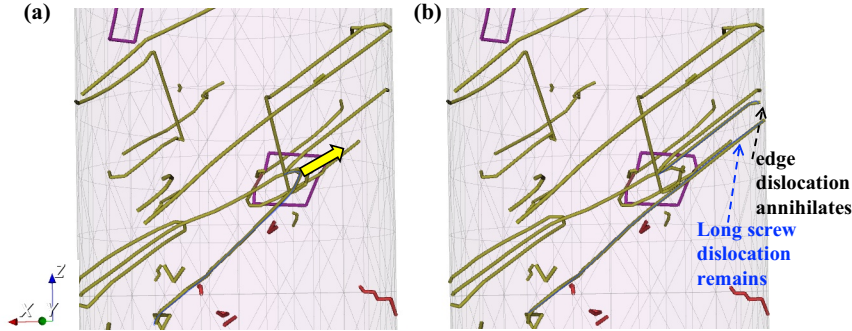 (a)
(b)
edge
dislocation
annihilates
Long screw
dislocation
remains
Z
X
Y